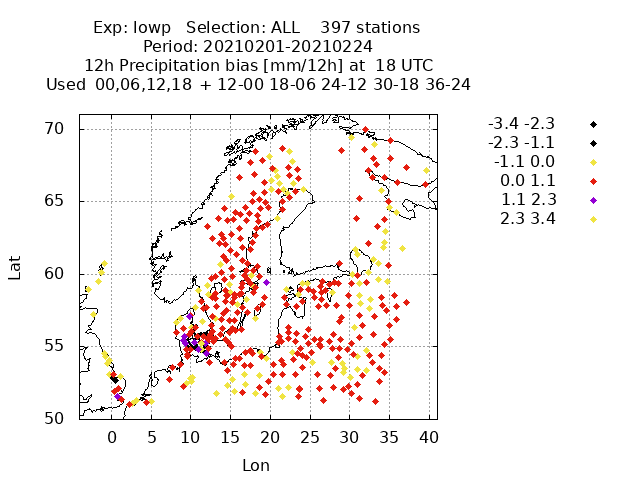 Exp: lowp   Selection: ALL    397 stations
Period: 20210201-20210224
12h Precipitation bias [mm/12h] at  18 UTC
Used  00,06,12,18  + 12-00 18-06 24-12 30-18 36-24
-3.4 -2.3
-2.3 -1.1
-1.1 0.0
0.0 1.1
1.1 2.3
2.3 3.4
70
65
60
55
50
Lat
0 5 10 15 20 25 30 35 40
Lon